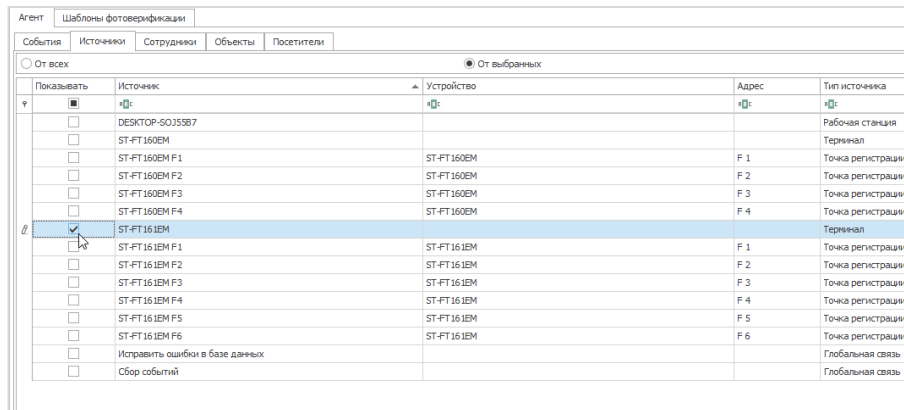 Агент Шаблоны фотоверификации
События Источники Сотрудники Объекты Посетители
От всех От выбранных
Показывать Источник Устройство Адрес Тип источника
DESKTOP-SOJ55B7 Рабочая станция
ST-FT160EM Терминал
ST-FT160EM F1 ST-FT160EM F 1 Точка регистрации
ST-FT160EM F2 ST-FT160EM F 2 Точка регистрации
ST-FT160EM F3 ST-FT160EM F 3 Точка регистрации
ST-FT160EM F4 ST-FT160EM F 4 Точка регистрации
ST-FT161EM Терминал
ST-FT161EM F1 ST-FT161EM F 1 Точка регистрации
ST-FT161EM F2 ST-FT161EM F 2 Точка регистрации
ST-FT161EM F3 ST-FT161EM F 3 Точка регистрации
ST-FT161EM F4 ST-FT161EM F 4 Точка регистрации
ST-FT161EM F5 ST-FT161EM F 5 Точка регистрации
ST-FT161EM F6 ST-FT161EM F 6 Точка регистрации
Исправить ошибки в базе данных Глобальная связь
Сбор событий Глобальная связь